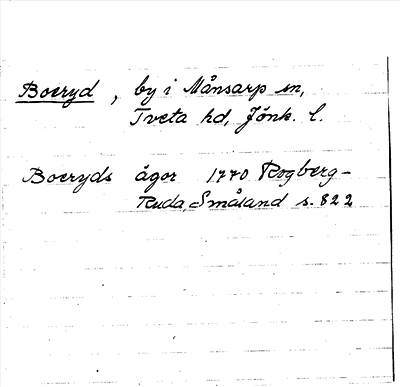 Boeryd, by i Månsarp sn,
Tveta hd, Jönk. l.
Boeryds ägor 1770 Rogberg-
Ruda, Småland s. 822